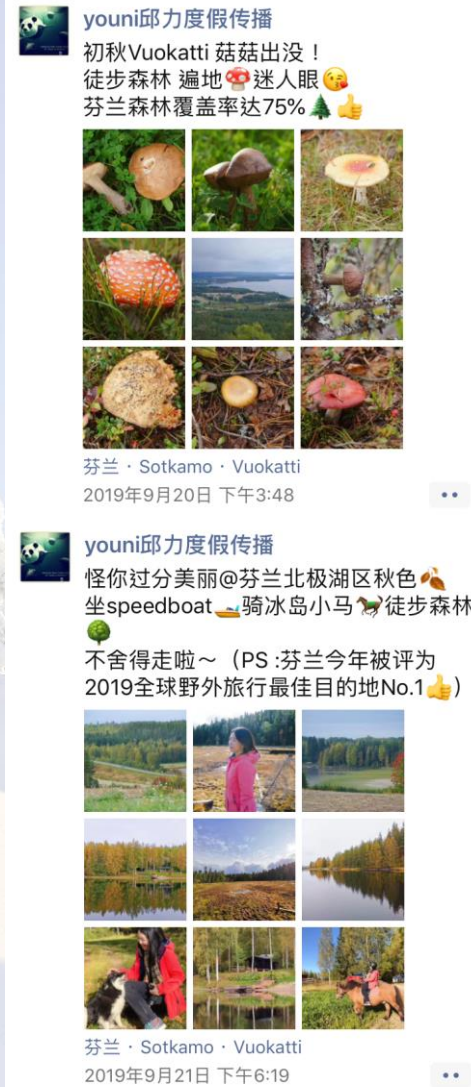 youni邱力度假传播
初秋Vuokatti 菇菇出没！
徒步森林 遍地🍄迷人眼😘
芬兰森林覆盖率达75%🌲👍
芬兰 · Sotkamo · Vuokatti
2019年9月20日 下午3:48
youni邱力度假传播
怪你过分美丽@芬兰北极湖区秋色🍂
坐speedboat🚤骑冰岛小马🐎徒步森林
🌳
不舍得走啦～（PS :芬兰今年被评为
2019全球野外旅行最佳目的地No.1👍）
芬兰 · Sotkamo · Vuokatti
2019年9月21日 下午6:19